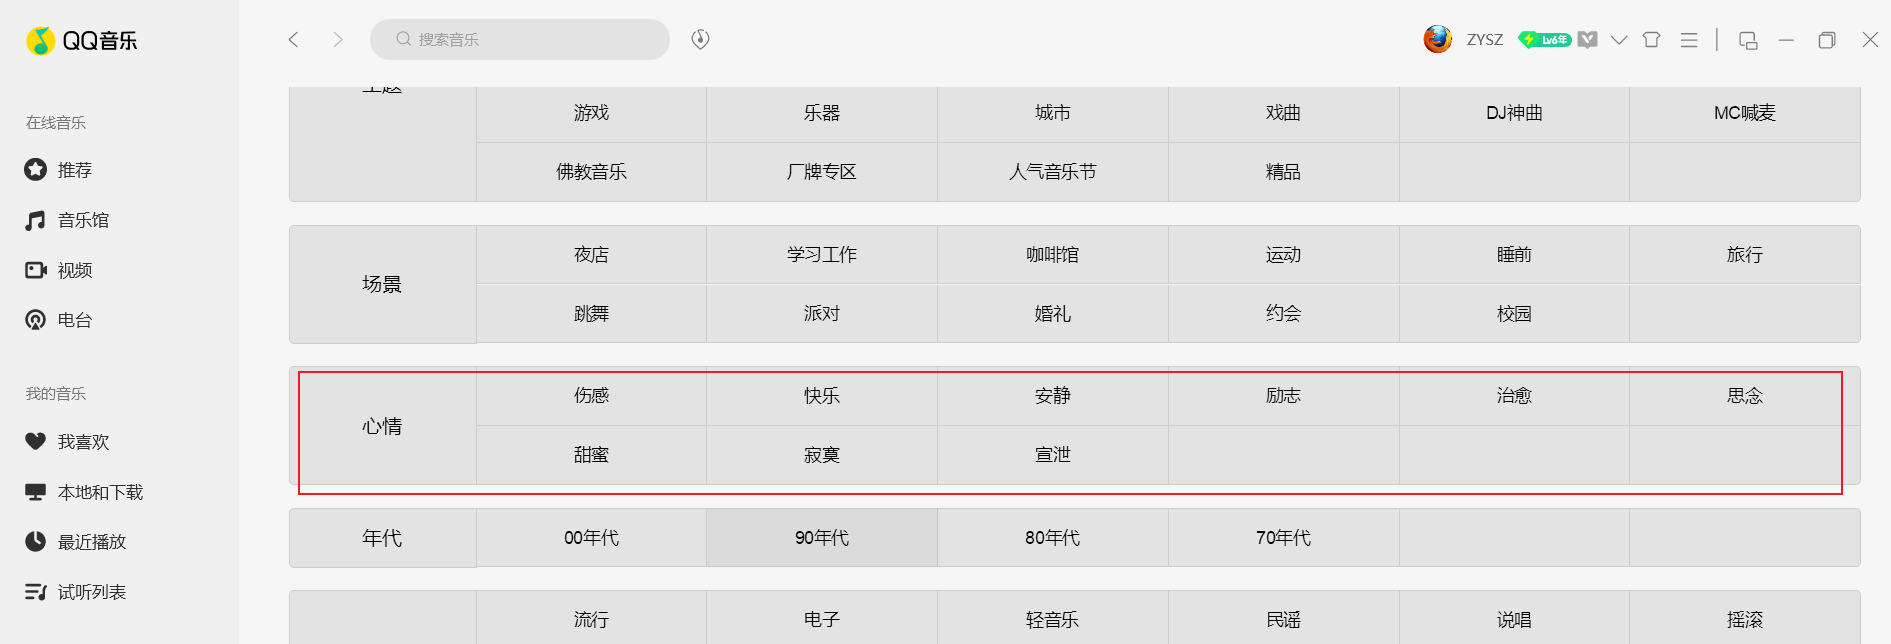 QQ音乐
搜索音乐
ZYSZ
Lv6年
在线音乐
推荐
音乐馆
视频
电台
我的音乐
我喜欢
本地和下载
最近播放
试听列表
主题
游戏 乐器 城市 戏曲 DJ神曲 MC喊麦
佛教音乐 厂牌专区 人气音乐节 精品
场景
夜店 学习工作 咖啡馆 运动 睡前 旅行
跳舞 派对 婚礼 约会 校园
心情
伤感 快乐 安静 励志 治愈 思念
甜蜜 寂寞 宣泄
年代 00年代 90年代 80年代 70年代
流行 电子 轻音乐 民谣 说唱 摇滚